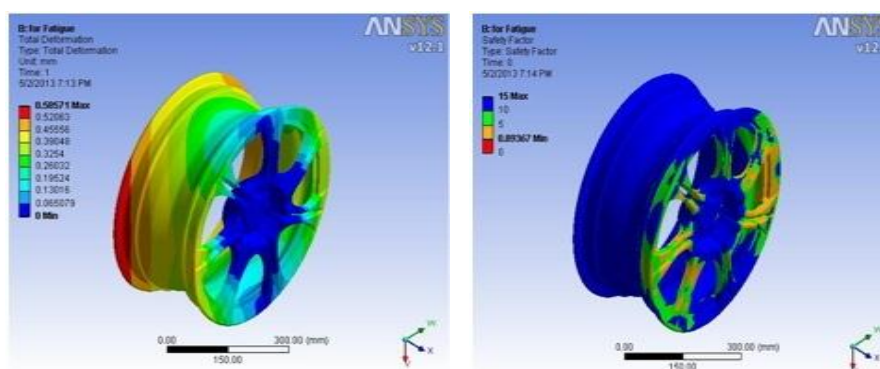 B: for Fatigue
Total Deformation
Type: Total Deformation
Unit: mm
Time: 1
5/2/2013 7:13 PM
0.58571 Max
0.52063
0.45556
0.39048
0.3254
0.26032
0.19524
0.13016
0.065079
0 Min
ANSYS
v12.1
0.00
300.00 (mm)
150.00
X
B: for Fatigue
Safety Factor
Type: Safety Factor
Time: 0
5/2/2013 7:14 PM
15 Max
10
5
0.89367 Min
0
ANSYS
v12.
0.00
300.00 (mm)
150.00
X